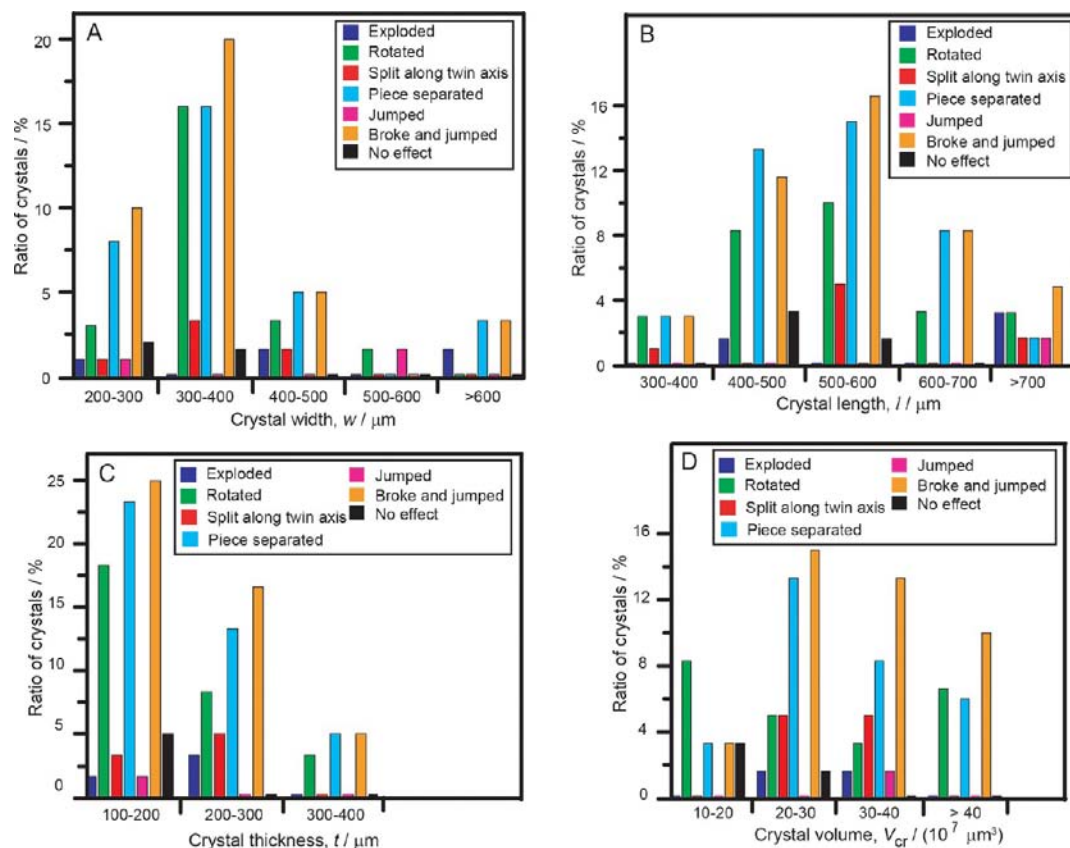 A
Exploded
Rotated
Split along twin axis
Piece separated
Jumped
Broke and jumped
No effect
Ratio of crystals / %
20
15
10
5
0
200-300 300-400 400-500 500-600 >600
Crystal width, w / μm
B
Exploded
Rotated
Split along twin axis
Piece separated
Jumped
Broke and jumped
No effect
Ratio of crystals / %
16
12
8
4
0
300-400 400-500 500-600 600-700 >700
Crystal length, l / μm
C
Exploded Jumped
Rotated Broke and jumped
Split along twin axis No effect
Piece separated
Ratio of crystals / %
25
25
15
10
5
0
100-200 200-300 300-400
Crystal thickness, t / μm
D
Exploded Jumped
Rotated Broke and jumped
Split along twin axis No effect
Piece separated
Ratio of crystals / %
16
12
8
4
0
10-20 20-30 30-40 > 40
Crystal volume, Vcr / (10⁷ μm³)